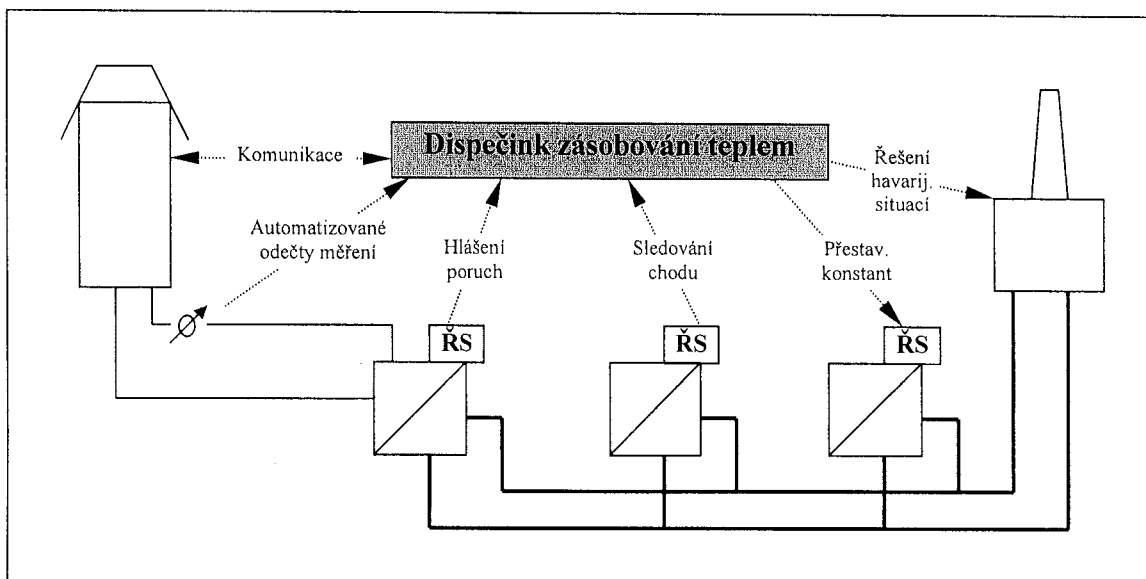 Dispečink zásobování teplem
Komunikace
Řešení
havarij.
situací
Automatizované
odečty měření
Hlášení
poruch
Sledování
chodu
Přestav.
konstant
ŘS
ŘS
ŘS